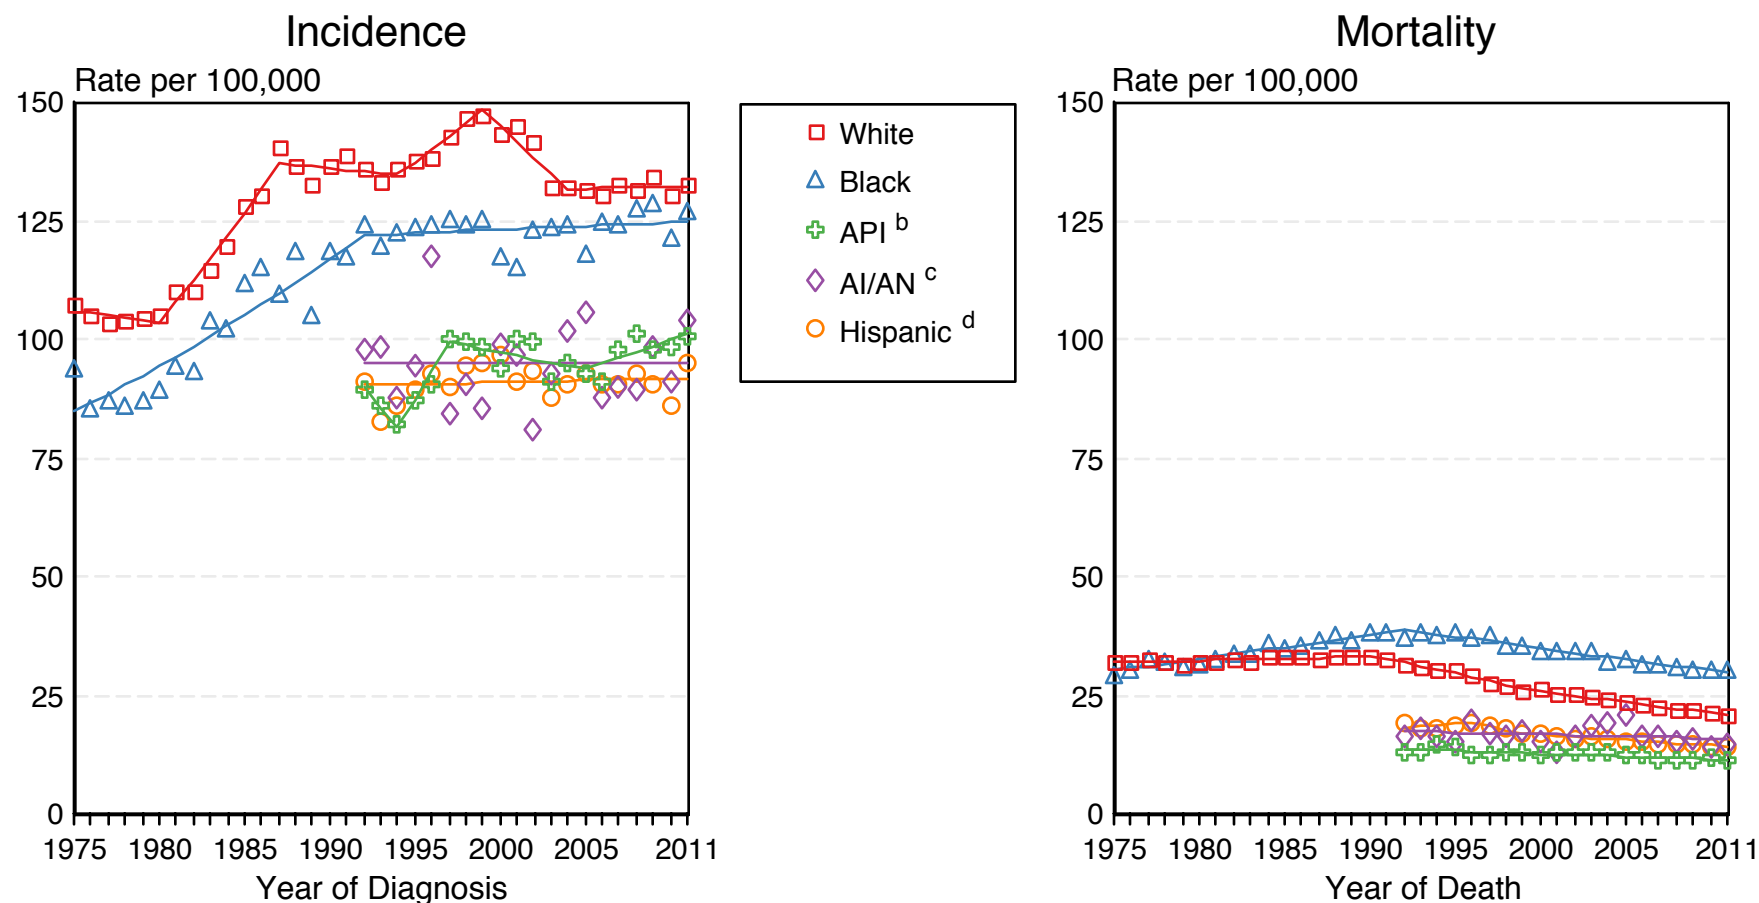 Incidence
Rate per 100,000
150
125
100
75
50
25
0
1975 1980 1985 1990 1995 2000 2005 2011
Year of Diagnosis
White
Black
API b
AI/AN c
Hispanic d
Mortality
Rate per 100,000
150
125
100
75
50
25
0
1975 1980 1985 1990 1995 2000 2005 2011
Year of Death